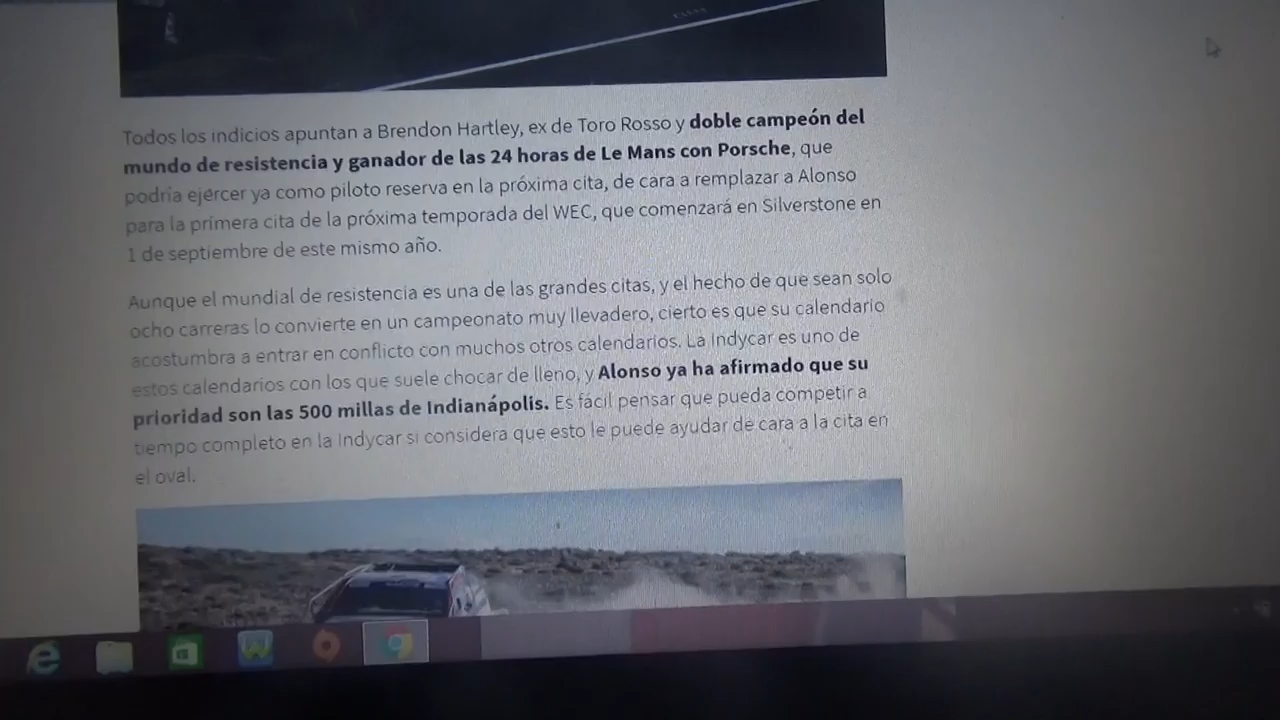 Todos los indicios apuntan a Brendon Hartley, ex de Toro Rosso y doble campeón del
mundo de resistencia y ganador de las 24 horas de Le Mans con Porsche, que
podría ejercer ya como piloto reserva en la próxima cita, de cara a remplazar a Alonso
para la primera cita de la próxima temporada del WEC, que comenzará en Silverstone en
1 de septiembre de este mismo año.
Aunque el mundial de resistencia es una de las grandes citas, y el hecho de que sean solo
ocho carreras lo convierte en un campeonato muy llevadero, cierto es que su calendario
acostumbra a entrar en conflicto con muchos otros calendarios. La Indycar es uno de
estos calendarios con los que suele chocar de lleno, y Alonso ya ha afirmado que su
prioridad son las 500 millas de Indianápolis. Es fácil pensar que pueda competir a
tiempo completo en la Indycar si considera que esto le puede ayudar de cara a la cita en
el oval.